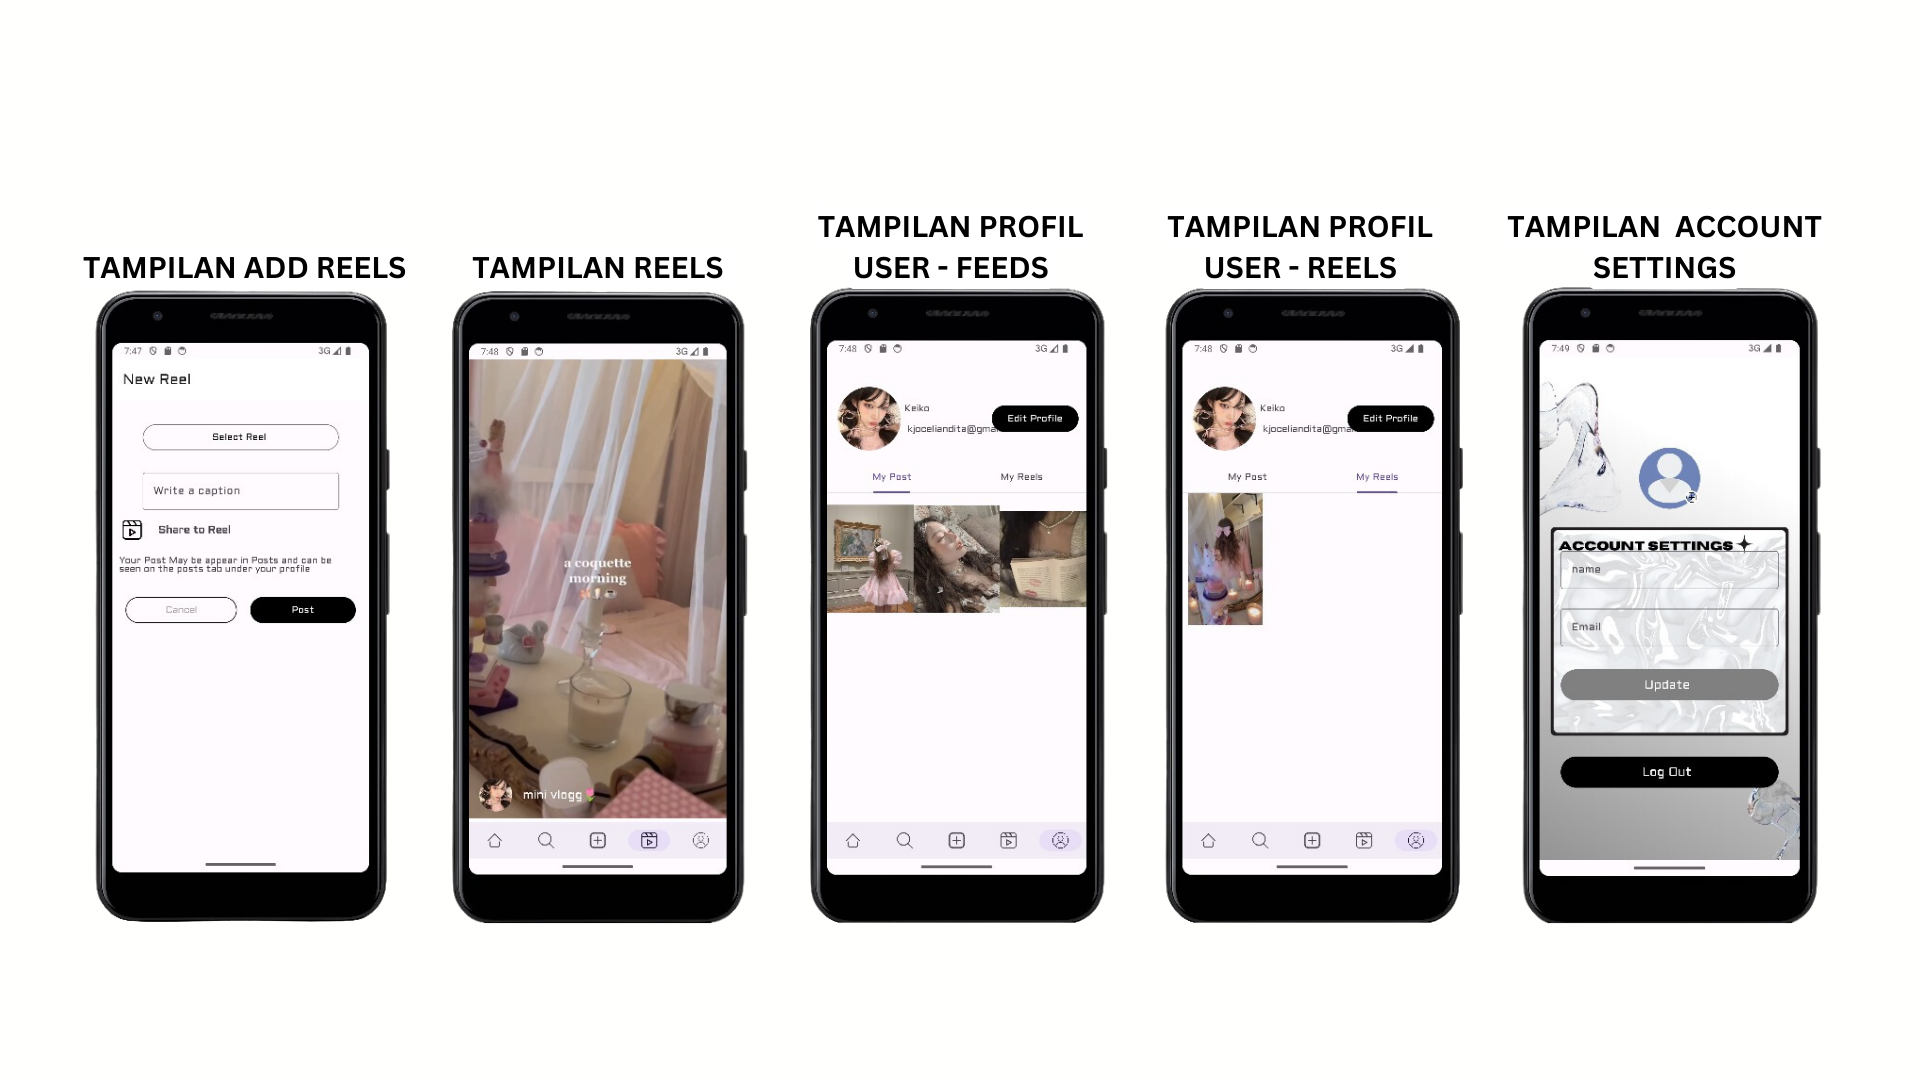 TAMPILAN ADD REELS
7:47
3G
New Reel
Select Reel
Write a caption
Share to Reel
Your Post May be appear in Posts and can be
seen on the posts tab under your profile
Cancel
Post
TAMPILAN REELS
7:48
3G
a coquette
morning
mini vlogg
TAMPILAN PROFIL
USER - FEEDS
7:48
3G
Keiko
kjoceliandita@gma
Edit Profile
My Post
My Reels
TAMPILAN PROFIL
USER - REELS
7:48
3G
Keiko
kjoceliandita@gma
Edit Profile
My Post
My Reels
TAMPILAN ACCOUNT
SETTINGS
7:49
3G
ACCOUNT SETTINGS
name
Email
Update
Log Out